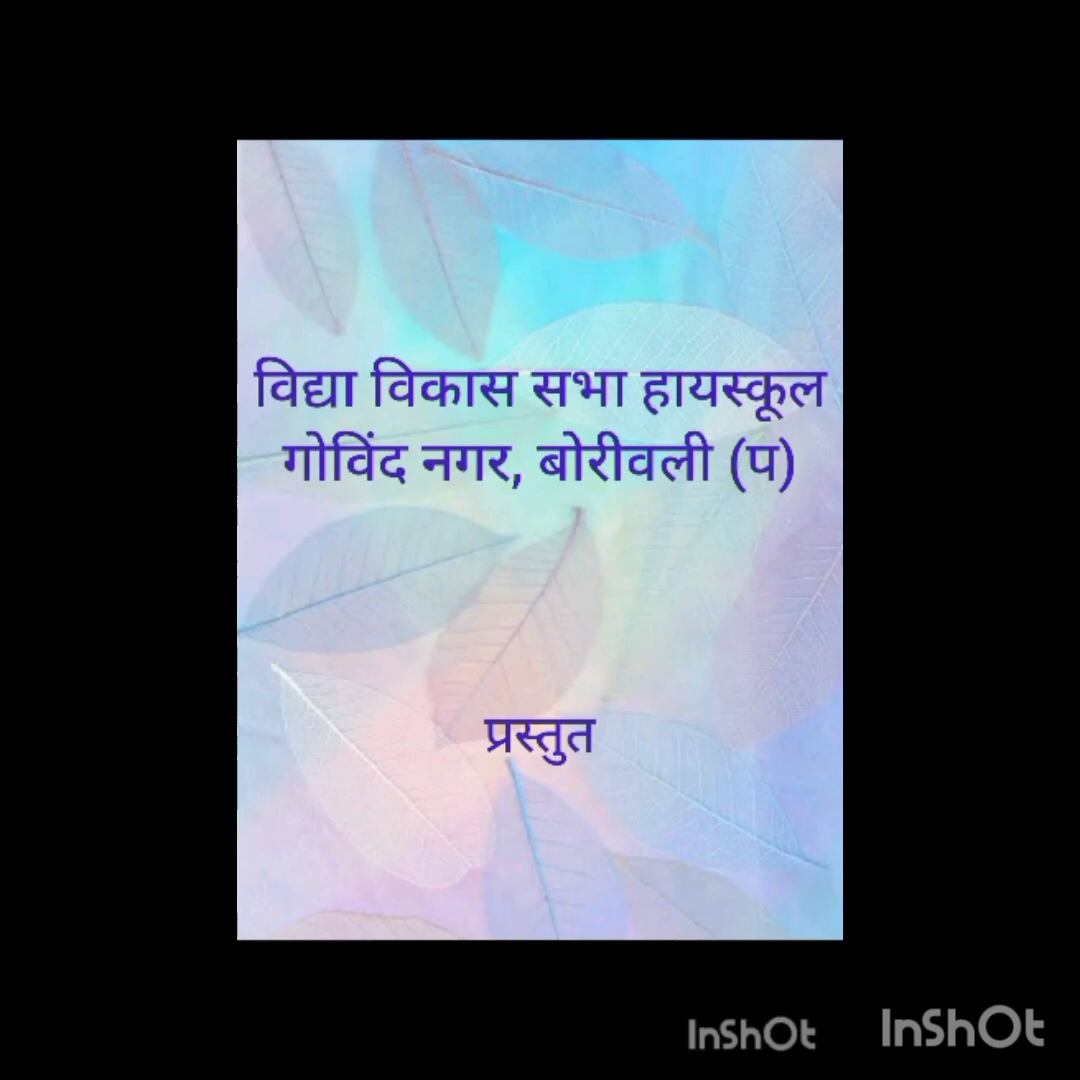 विद्या विकास सभा हायस्कूल
गोविंद नगर, बोरीवली (प)
प्रस्तुत
InShOt InShOt